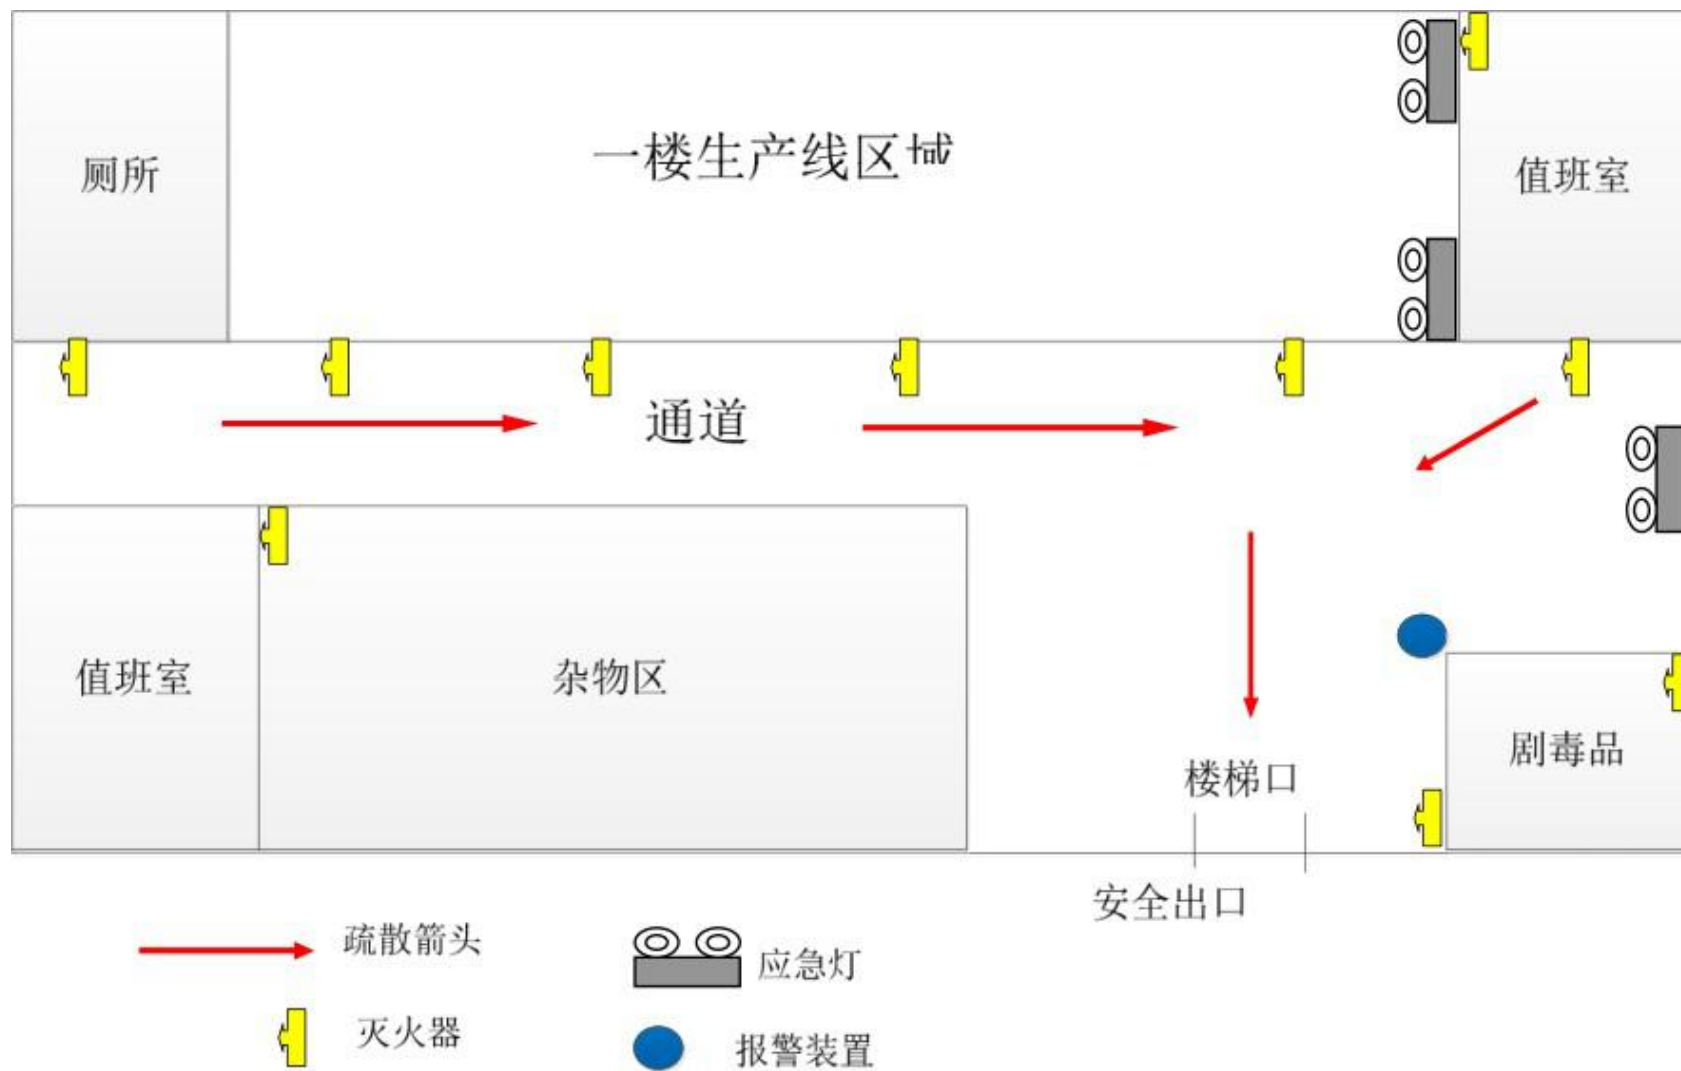 厕所
一楼生产线区域
值班室
通道
值班室
杂物区
剧毒品
楼梯口
安全出口
疏散箭头
应急灯
灭火器
报警装置